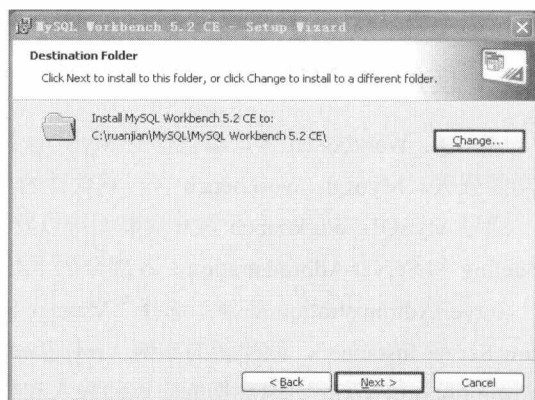 MySQL Workbench 5.2 CE - Setup Wizard
Destination Folder
Click Next to install to this folder, or click Change to install to a different folder.
Install MySQL Workbench 5.2 CE to:
C:\ruanjian\MySQL\MySQL Workbench 5.2 CE\
Change...
< Back
Next >
Cancel